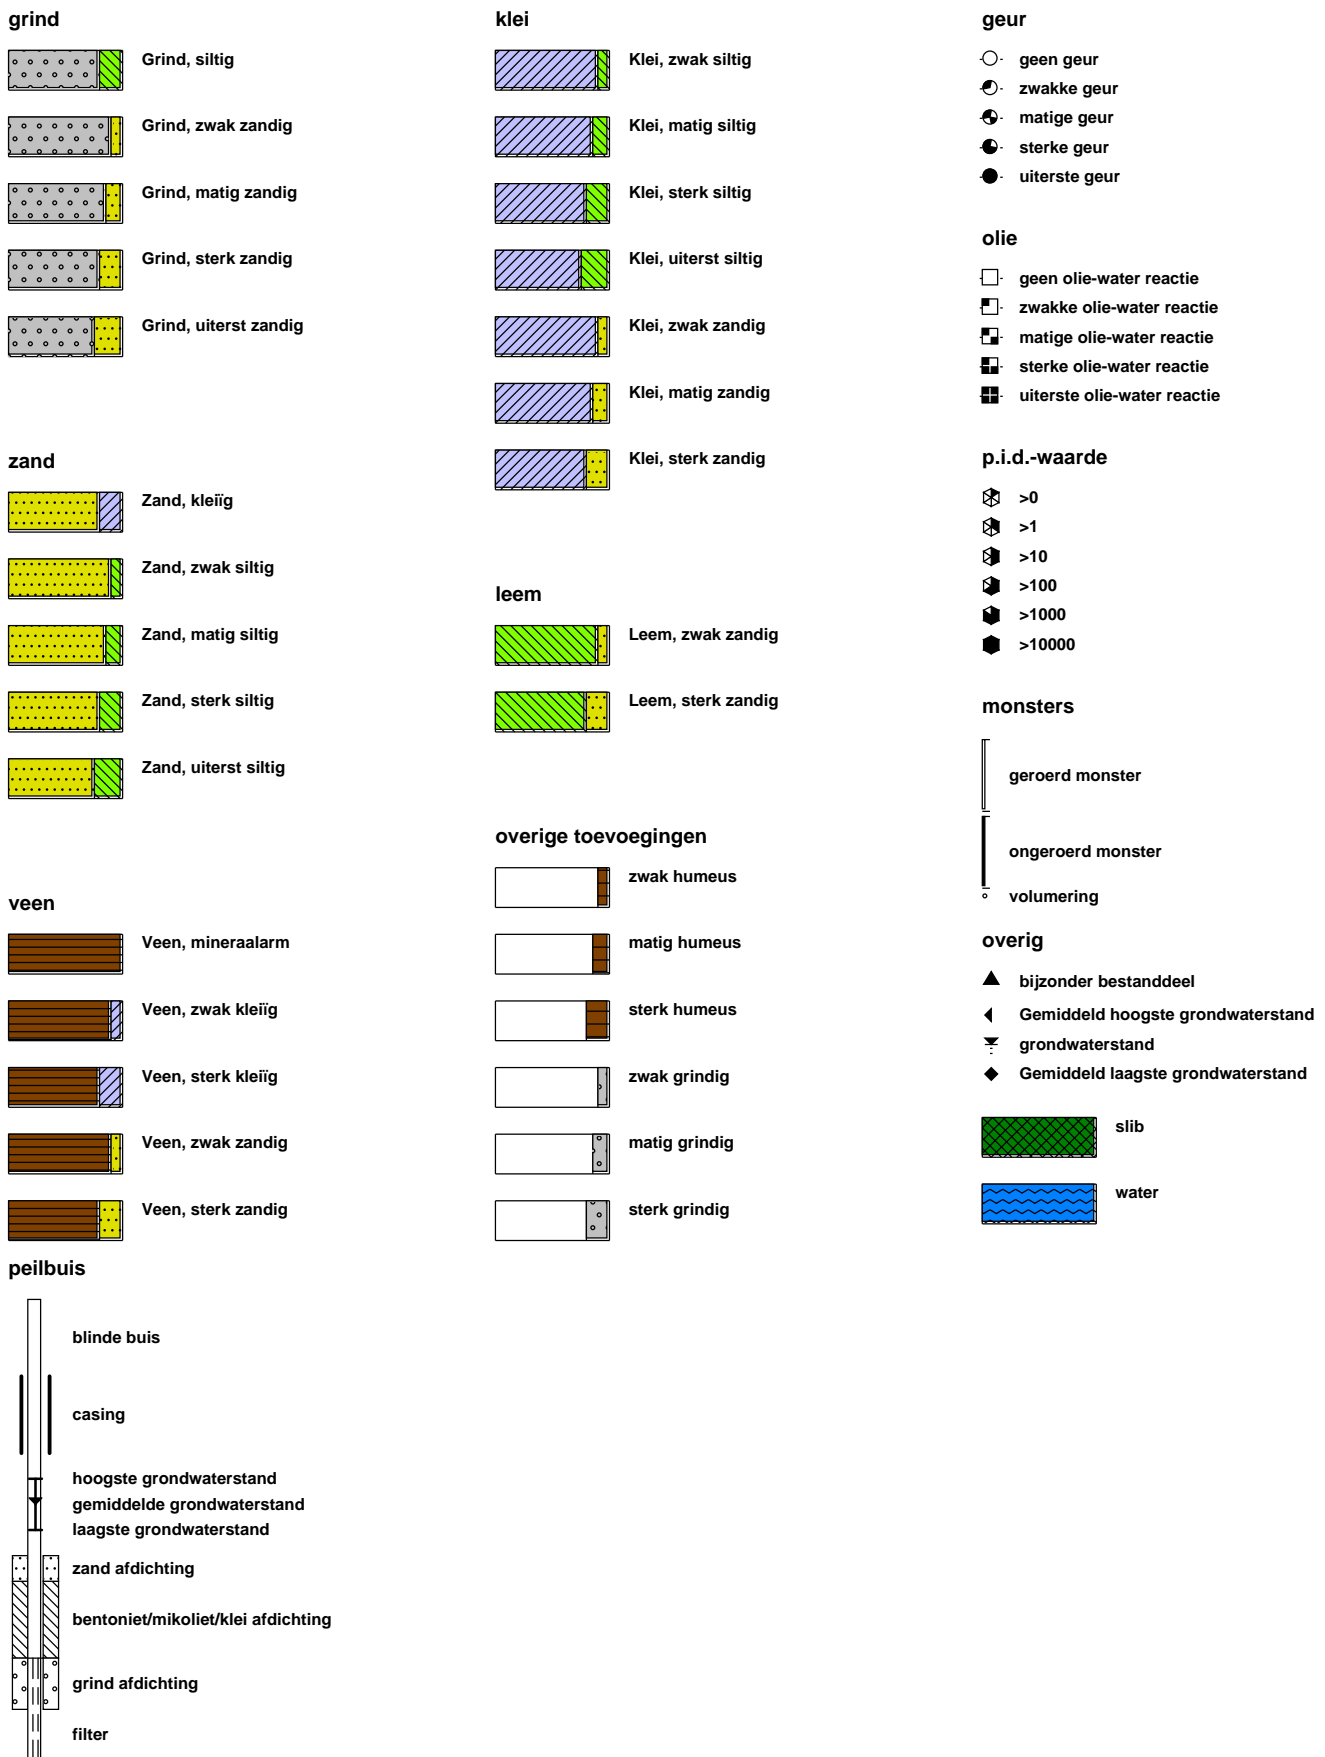 grind
Grind, siltig
Grind, zwak zandig
Grind, matig zandig
Grind, sterk zandig
Grind, uiterst zandig
zand
Zand, kleiïg
Zand, zwak siltig
Zand, matig siltig
Zand, sterk siltig
Zand, uiterst siltig
veen
Veen, mineraalarm
Veen, zwak kleiïg
Veen, sterk kleiïg
Veen, zwak zandig
Veen, sterk zandig
peilbuis
blinde buis
casing
hoogste grondwaterstand
gemiddelde grondwaterstand
laagste grondwaterstand
zand afdichting
bentoniet/mikoliet/klei afdichting
grind afdichting
filter
klei
Klei, zwak siltig
Klei, matig siltig
Klei, sterk siltig
Klei, uiterst siltig
Klei, zwak zandig
Klei, matig zandig
Klei, sterk zandig
leem
Leem, zwak zandig
Leem, sterk zandig
overige toevoegingen
zwak humeus
matig humeus
sterk humeus
zwak grindig
matig grindig
sterk grindig
geur
geen geur
zwakke geur
matige geur
sterke geur
uiterste geur
olie
geen olie-water reactie
zwakke olie-water reactie
matige olie-water reactie
sterke olie-water reactie
uiterste olie-water reactie
p.i.d.-waarde
>0
>1
>10
>100
>1000
>10000
monsters
geroerd monster
ongeroerd monster
volumering
overig
bijzonder bestanddeel
Gemiddeld hoogste grondwaterstand
grondwaterstand
Gemiddeld laagste grondwaterstand
slib
water